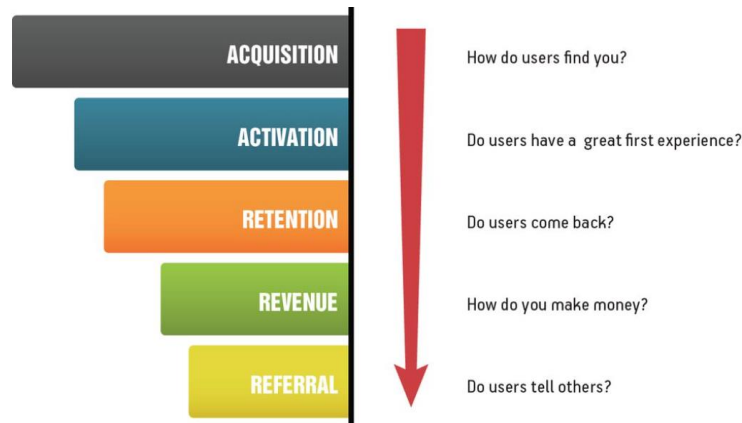 ACQUISITION
How do users find you?
ACTIVATION
Do users have a great first experience?
RETENTION
Do users come back?
REVENUE
How do you make money?
REFERRAL
Do users tell others?